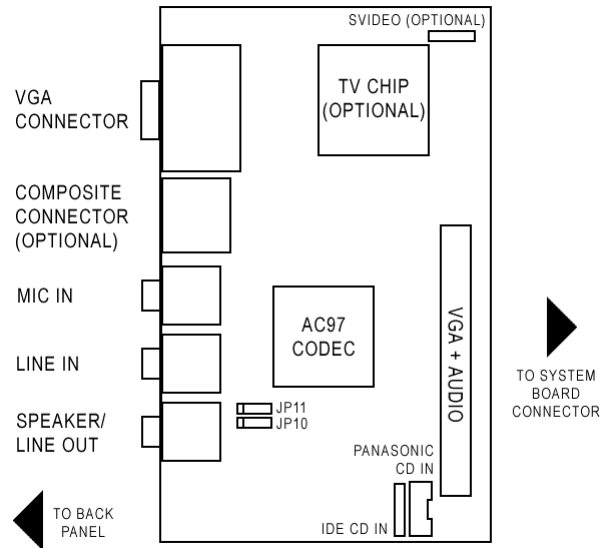 SVIDEO (OPTIONAL)
TV CHIP
(OPTIONAL)
VGA
CONNECTOR
COMPOSITE
CONNECTOR
(OPTIONAL)
MIC IN
AC97
CODEC
VGA + AUDIO
LINE IN
TO SYSTEM
BOARD
CONNECTOR
JP11
JP10
SPEAKER/
LINE OUT
PANASONIC
CD IN
IDE CD IN
TO BACK
PANEL